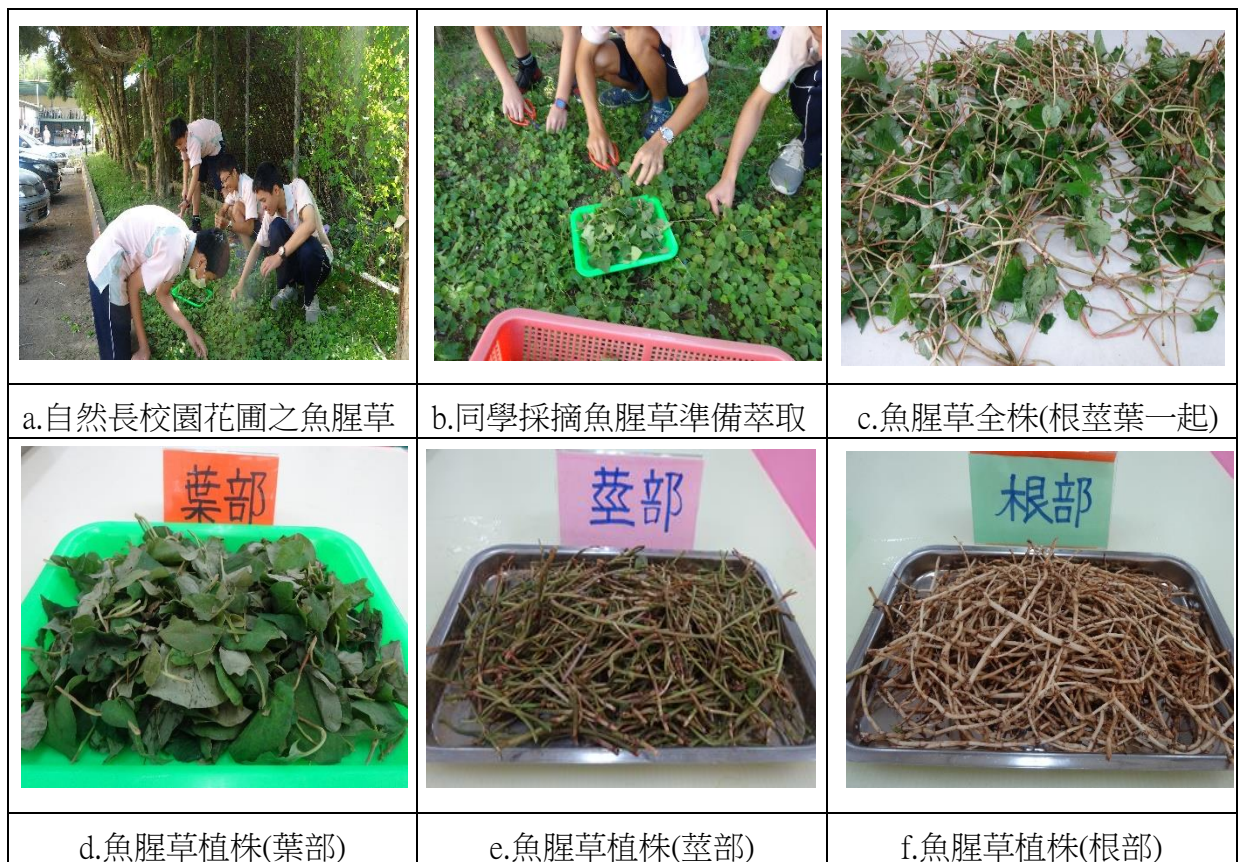 a.自然長校園花圃之魚腥草
b.同學採摘魚腥草準備萃取
c.魚腥草全株(根莖葉一起)
葉部
莖部
根部
d.魚腥草植株(葉部)
e.魚腥草植株(莖部)
f.魚腥草植株(根部)